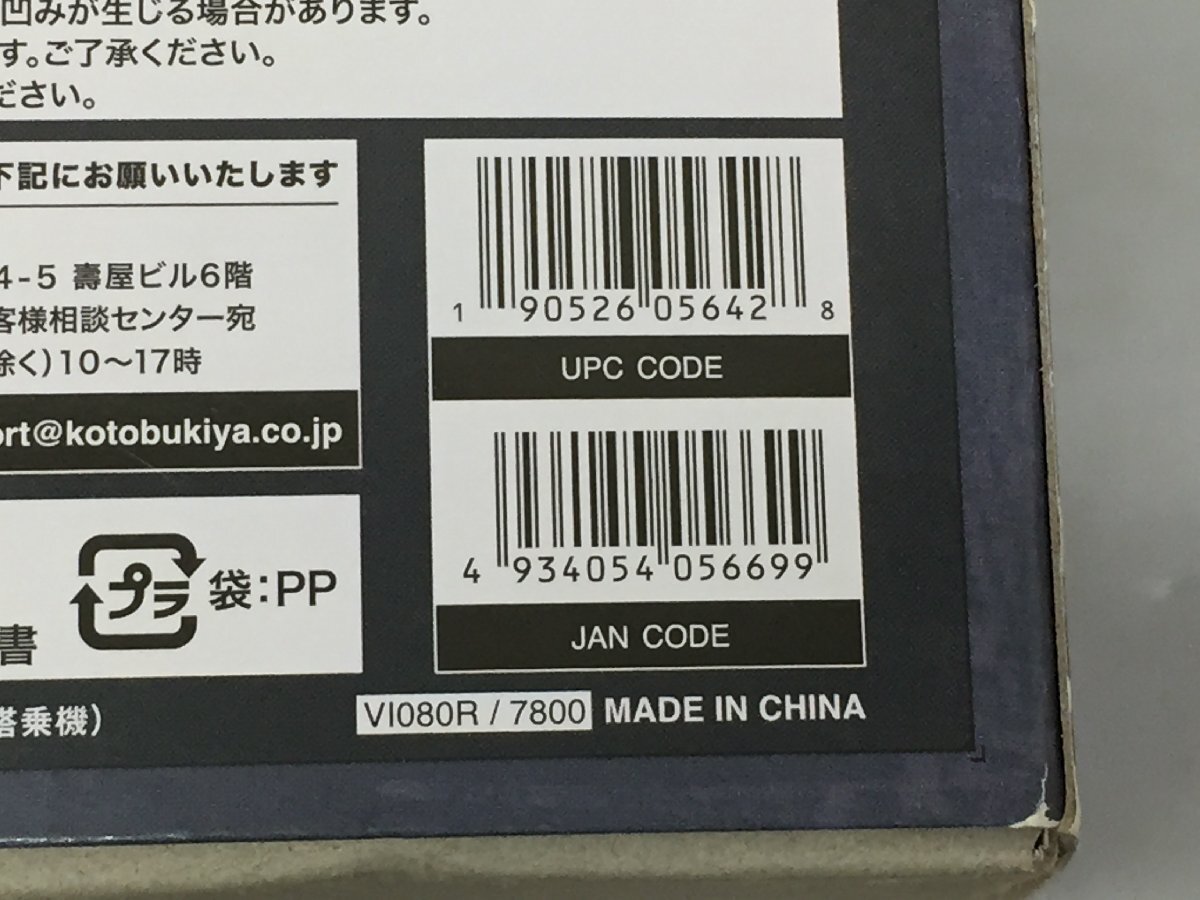 凹みが生じる場合があります。
す。ご了承ください。
ださい。
下記にお願いいたします
4-5 壽屋ビル6階
客様相談センター宛
除く)10〜17時
ort@kotobukiya.co.jp
プラ 袋:PP
書
搭乗機)
1 90526 05642 8
UPC CODE
4 934054 056699
JAN CODE
VI080R / 7800 MADE IN CHINA